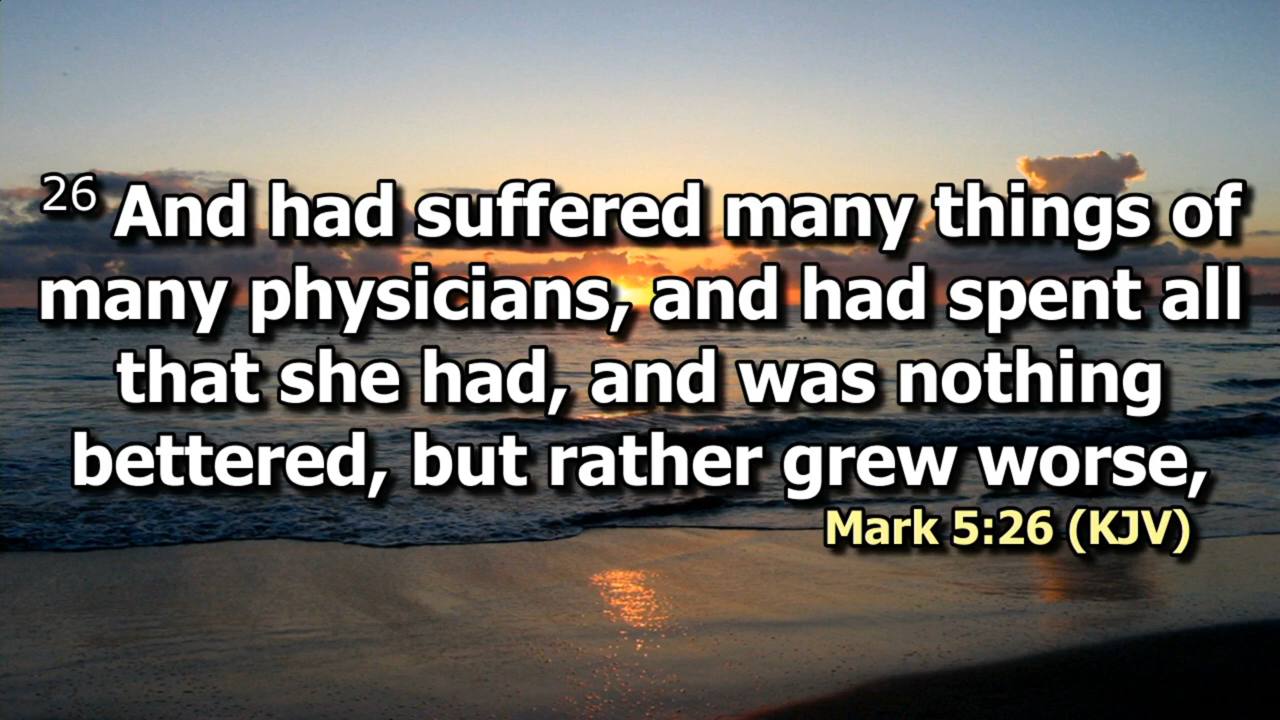 26 And had suffered many things of
many physicians, and had spent all
that she had, and was nothing
bettered, but rather grew worse,
Mark 5:26 (KJV)